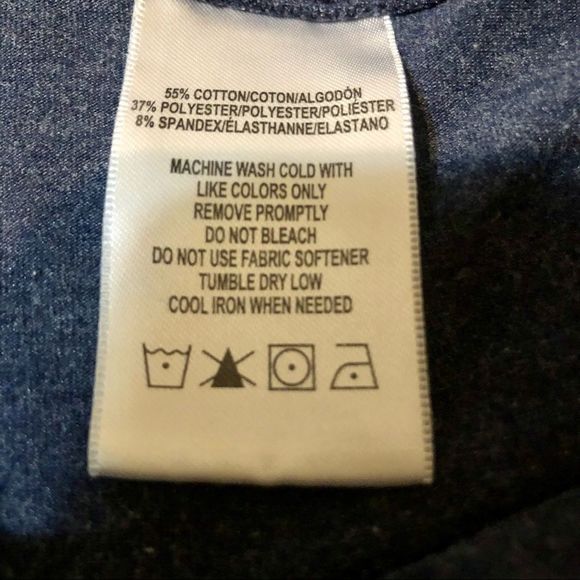 55% COTTON/COTON/ALGODÓN
37% POLYESTER/POLYESTER/POLIÉSTER
8% SPANDEX/ÉLASTHANNE/ELASTANO
MACHINE WASH COLD WITH
LIKE COLORS ONLY
REMOVE PROMPTLY
DO NOT BLEACH
DO NOT USE FABRIC SOFTENER
TUMBLE DRY LOW
COOL IRON WHEN NEEDED